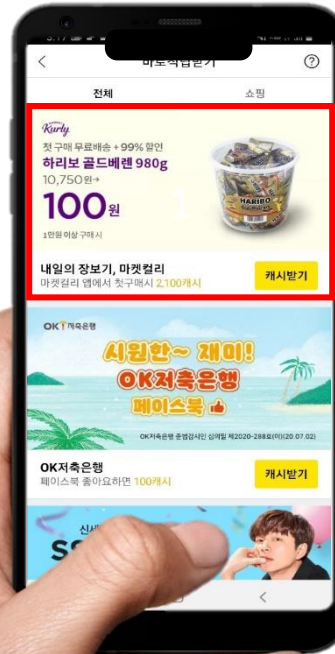 전체 쇼핑
Kurly
첫 구매 무료배송 + 99% 할인
하리보 골드베렌 980g
10,750원→
100원
1만원 이상 구매 시
HARIBO
내일의 장보기, 마켓컬리
마켓컬리 앱에서 첫구매시 2,100캐시
캐시받기
OK저축은행
시원한~ 재미!
OK저축은행
페이스북
OK저축은행 준법감시인 심의필 제2020-288호(이)(20.07.02)
OK저축은행
페이스북 좋아요하면 100캐시
캐시받기